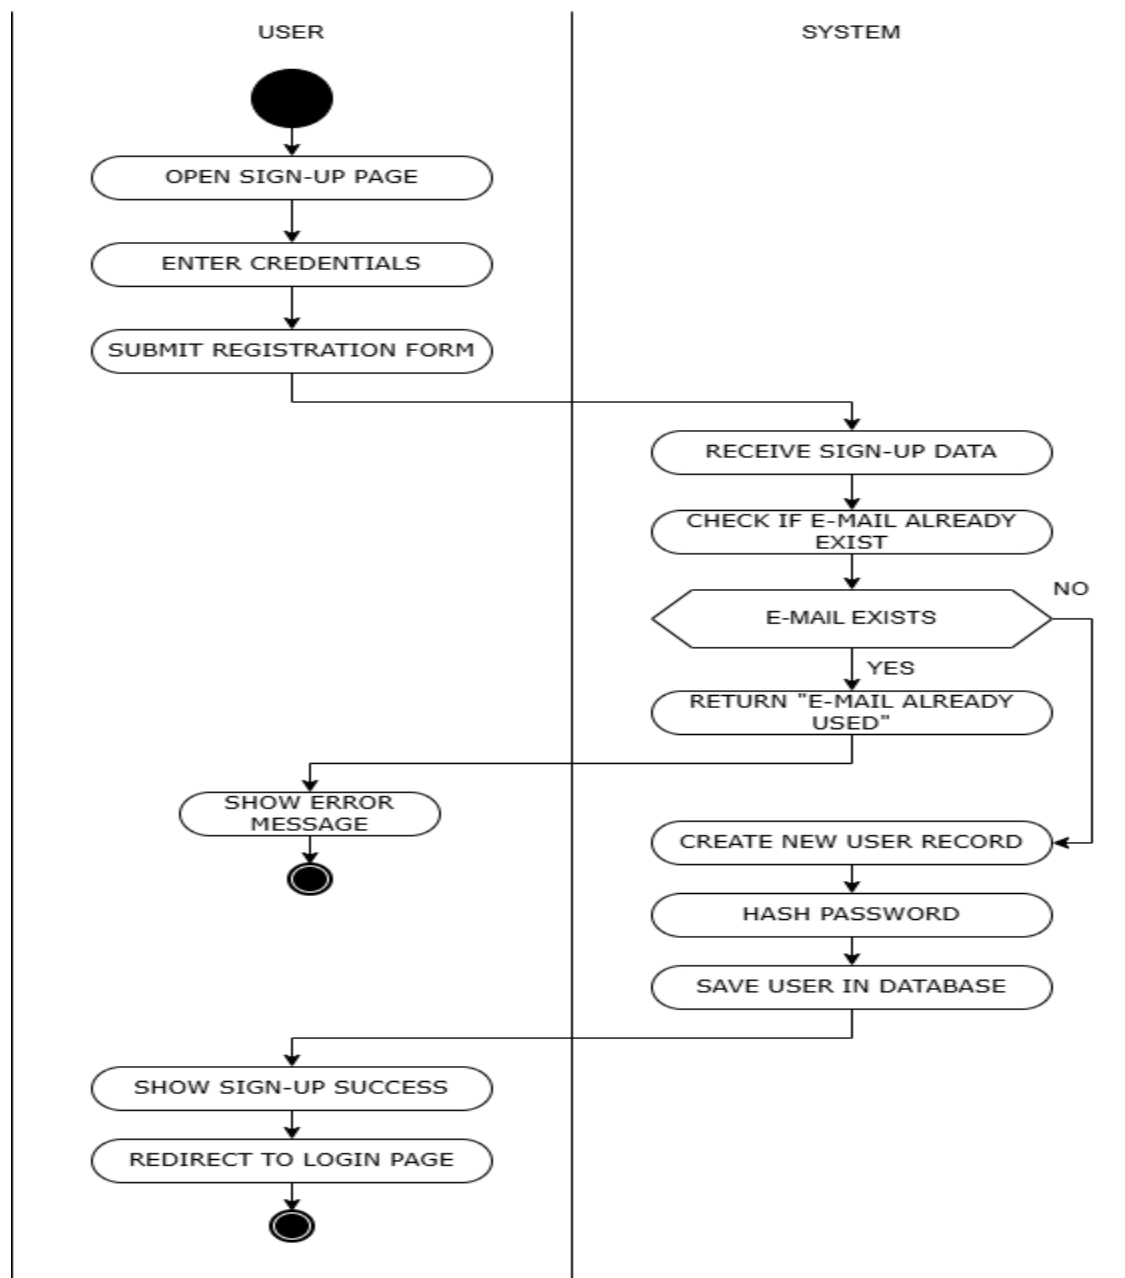 USER
SYSTEM
OPEN SIGN-UP PAGE
ENTER CREDENTIALS
SUBMIT REGISTRATION FORM
RECEIVE SIGN-UP DATA
CHECK IF E-MAIL ALREADY
EXIST
NO
E-MAIL EXISTS
YES
RETURN "E-MAIL ALREADY
USED"
SHOW ERROR
MESSAGE
CREATE NEW USER RECORD
HASH PASSWORD
SAVE USER IN DATABASE
SHOW SIGN-UP SUCCESS
REDIRECT TO LOGIN PAGE